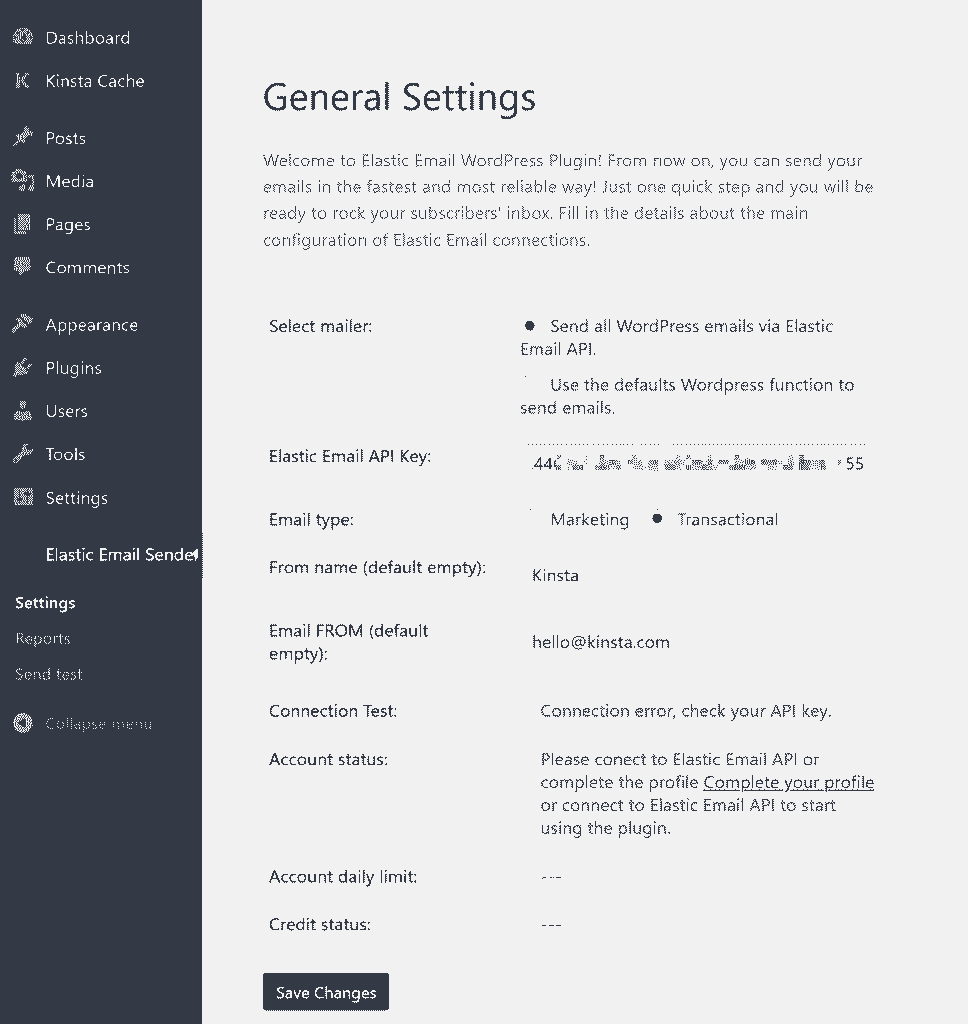 Dashboard
Kinsta Cache
Posts
Media
Pages
Comments
Appearance
Plugins
Users
Tools
Settings
Elastic Email Sender
Settings
Reports
Send test
Collapse menu
General Settings
Welcome to Elastic Email WordPress Plugin! From now on, you can send your
emails in the fastest and most reliable way! Just one quick step and you will be
ready to rock your subscribers' inbox. Fill in the details about the main
configuration of Elastic Email connections.
Select mailer:
Send all WordPress emails via Elastic
Email API.
Use the defaults Wordpress function to
send emails.
Elastic Email API Key:
55
Email type:
Marketing Transactional
From name (default empty):
Kinsta
Email FROM (default
empty):
hello@kinsta.com
Connection Test:
Connection error, check your API key.
Account status:
Please conect to Elastic Email API or
complete the profile Complete your profile
or connect to Elastic Email API to start
using the plugin.
Account daily limit:
---
Credit status:
---
Save Changes